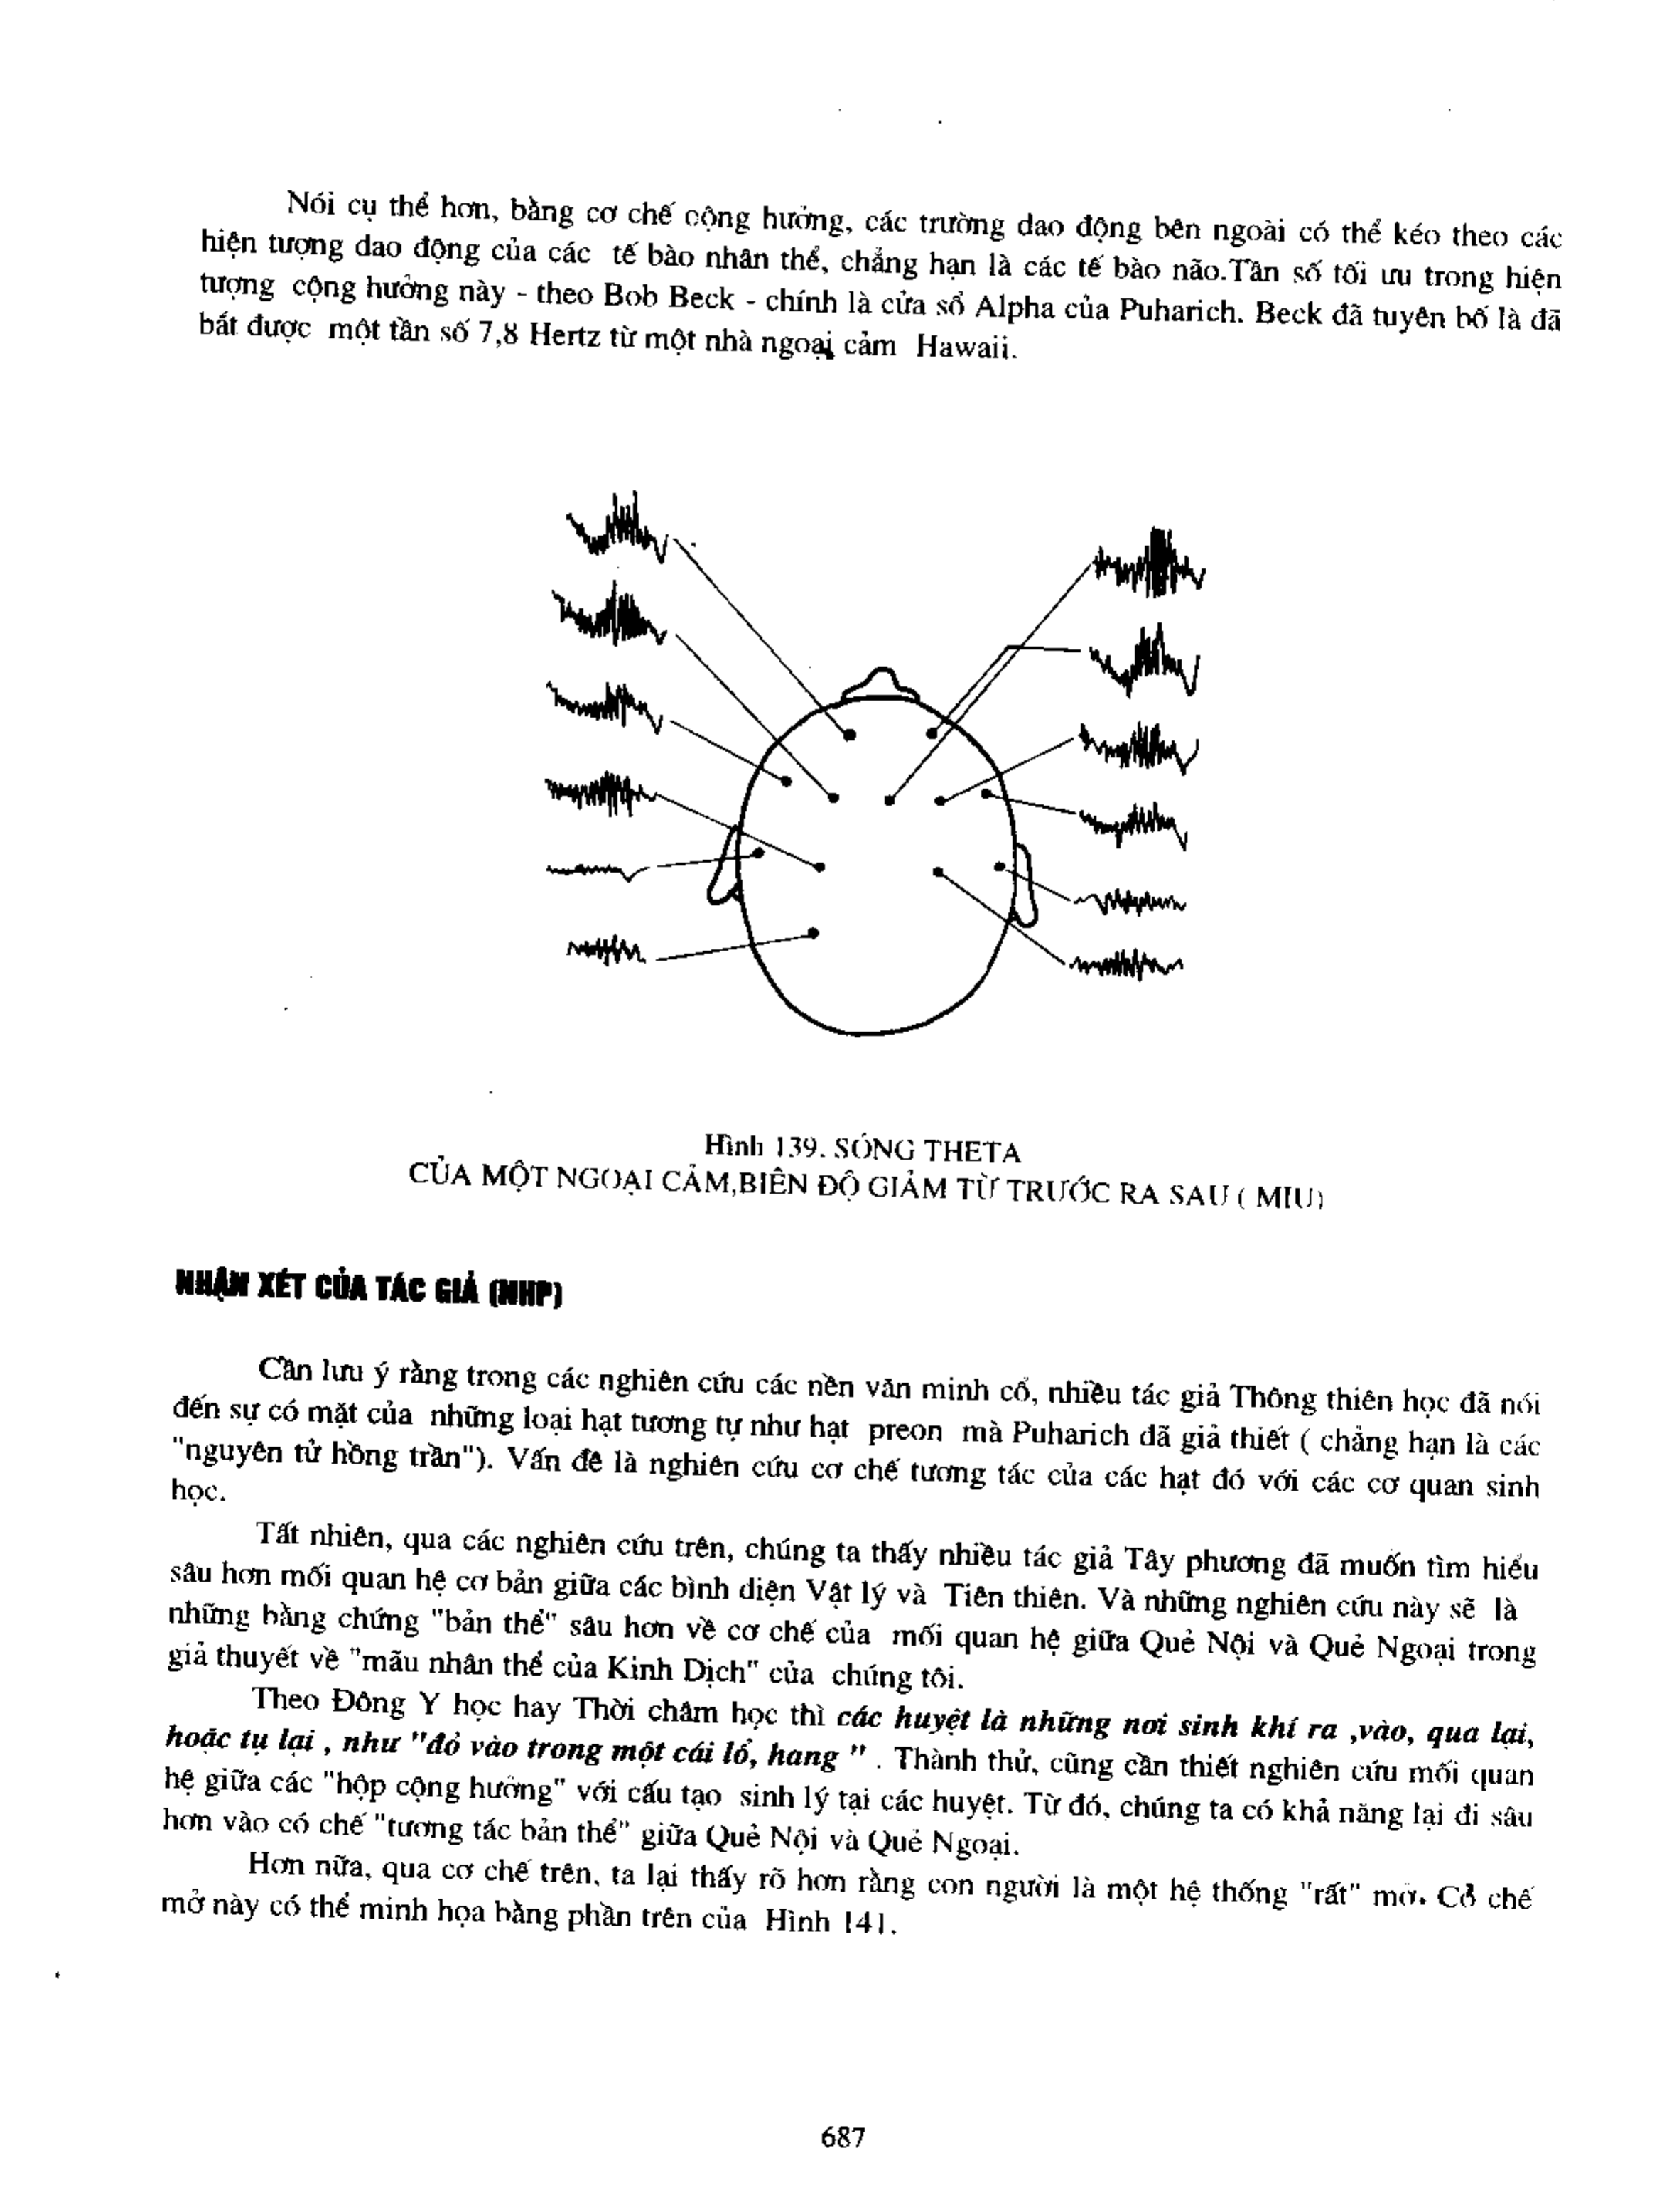 Nói cụ thể hơn, bằng cơ chế cộng hưởng, các trường dao động bên ngoài có thể kéo theo các
hiện tượng dao động của các tế bào nhân thể, chẳng hạn là các tế bào não.Tần số tối ưu trong hiện
tượng cộng hưởng này - theo Bob Beck - chính là cửa sổ Alpha của Puharich. Beck đã tuyên bố là đã
bắt được một tần số 7,8 Hertz từ một nhà ngoại cảm Hawaii.
Hình 139. SÓNG THETA
CỦA MỘT NGOẠI CẢM,BIÊN ĐỘ GIẢM TỪ TRƯỚC RA SAU ( MIU)
NHẬN XÉT CỦA TÁC GIẢ (NHP)
Cần lưu ý rằng trong các nghiên cứu các nền văn minh cổ, nhiều tác giả Thông thiên học đã nói
đến sự có mặt của những loại hạt tương tự như hạt preon mà Puharich đã giả thiết ( chẳng hạn là các
"nguyên tử hồng trần"). Vấn đề là nghiên cứu cơ chế tương tác của các hạt đó với các cơ quan sinh
học.
Tất nhiên, qua các nghiên cứu trên, chúng ta thấy nhiều tác giả Tây phương đã muốn tìm hiểu
sâu hơn mối quan hệ cơ bản giữa các bình diện Vật lý và Tiên thiên. Và những nghiên cứu này sẽ là
những bằng chứng "bản thể" sâu hơn về cơ chế của mối quan hệ giữa Quẻ Nội và Quẻ Ngoại trong
giả thuyết về "mẫu nhân thể của Kinh Dịch" của chúng tôi.
Theo Đông Y học hay Thời châm học thì các huyệt là những nơi sinh khí ra ,vào, qua lại,
hoặc tụ lại , như "đỏ vào trong một cái lổ, hang " . Thành thử, cũng cần thiết nghiên cứu mối quan
hệ giữa các "hộp cộng hưởng" với cấu tạo sinh lý tại các huyệt. Từ đó, chúng ta có khả năng lại đi sâu
hơn vào có chế "tương tác bản thể" giữa Quẻ Nội và Quẻ Ngoại.
Hơn nữa, qua cơ chế trên, ta lại thấy rõ hơn rằng con người là một hệ thống "rất" mở. Cơ chế
mở này có thể minh họa bằng phần trên của Hình 141.
687